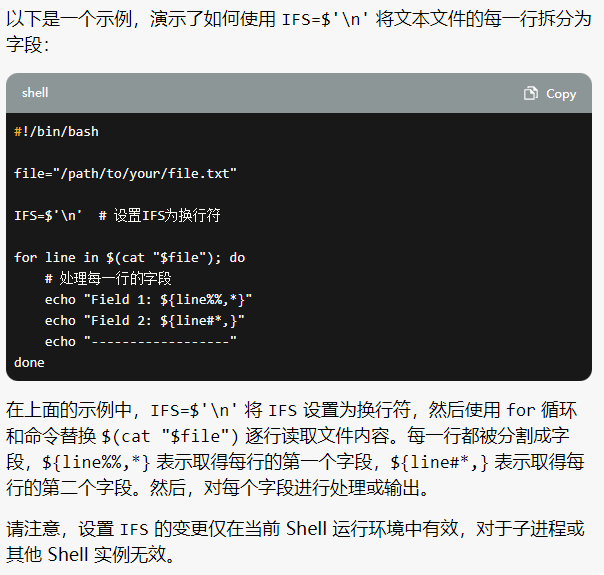 以下是一个示例，演示了如何使用 IFS=$'\n' 将文本文件的每一行拆分为
字段：
shell
Copy
#!/bin/bash
file="/path/to/your/file.txt"
IFS=$'\n'  # 设置IFS为换行符
for line in $(cat "$file"); do
    # 处理每一行的字段
    echo "Field 1: ${line%%,*}"
    echo "Field 2: ${line#*,}"
    echo "------------------"
done
在上面的示例中，IFS=$'\n' 将 IFS 设置为换行符，然后使用 for 循环
和命令替换 $(cat "$file") 逐行读取文件内容。每一行都被分割成字
段，${line%%,*} 表示取得每行的第一个字段，${line#*,} 表示取得每
行的第二个字段。然后，对每个字段进行处理或输出。
请注意，设置 IFS 的变更仅在当前 Shell 运行环境中有效，对于子进程或
其他 Shell 实例无效。